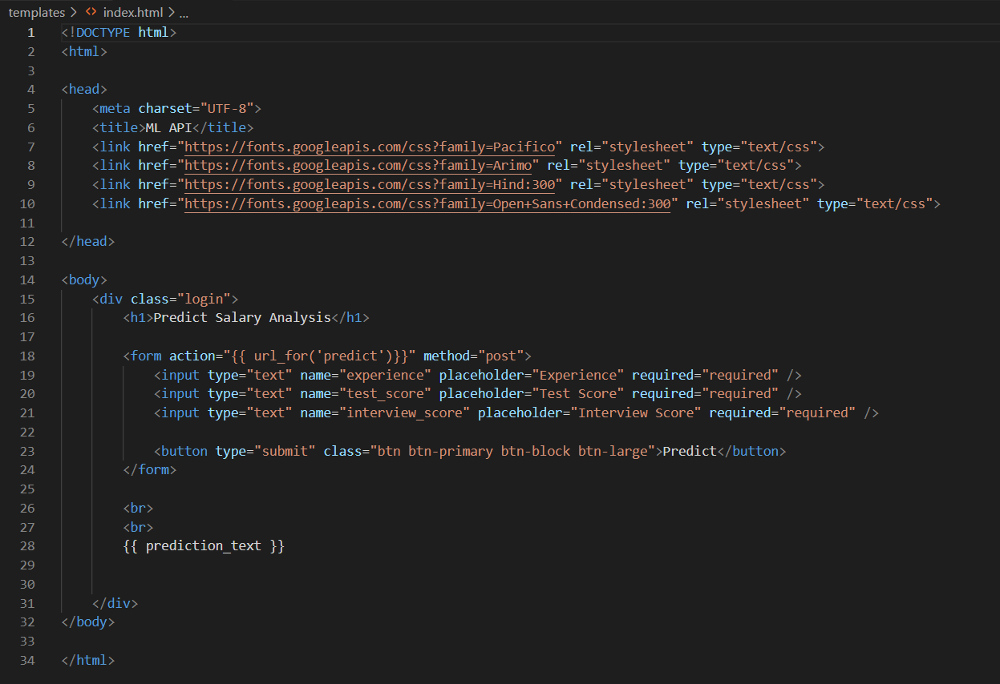 templates > <> index.html > ...
1 <!DOCTYPE html>
2 <html>
3
4 <head>
5     <meta charset="UTF-8">
6     <title>ML API</title>
7     <link href="https://fonts.googleapis.com/css?family=Pacifico" rel="stylesheet" type="text/css">
8     <link href="https://fonts.googleapis.com/css?family=Arimo" rel="stylesheet" type="text/css">
9     <link href="https://fonts.googleapis.com/css?family=Hind:300" rel="stylesheet" type="text/css">
10     <link href="https://fonts.googleapis.com/css?family=Open+Sans+Condensed:300" rel="stylesheet" type="text/css">
11
12 </head>
13
14 <body>
15     <div class="login">
16         <h1>Predict Salary Analysis</h1>
17
18         <form action="{{ url_for('predict')}}" method="post">
19             <input type="text" name="experience" placeholder="Experience" required="required" />
20             <input type="text" name="test_score" placeholder="Test Score" required="required" />
21             <input type="text" name="interview_score" placeholder="Interview Score" required="required" />
22
23             <button type="submit" class="btn btn-primary btn-block btn-large">Predict</button>
24         </form>
25
26         <br>
27         <br>
28         {{ prediction_text }}
29
30
31     </div>
32 </body>
33
34 </html>